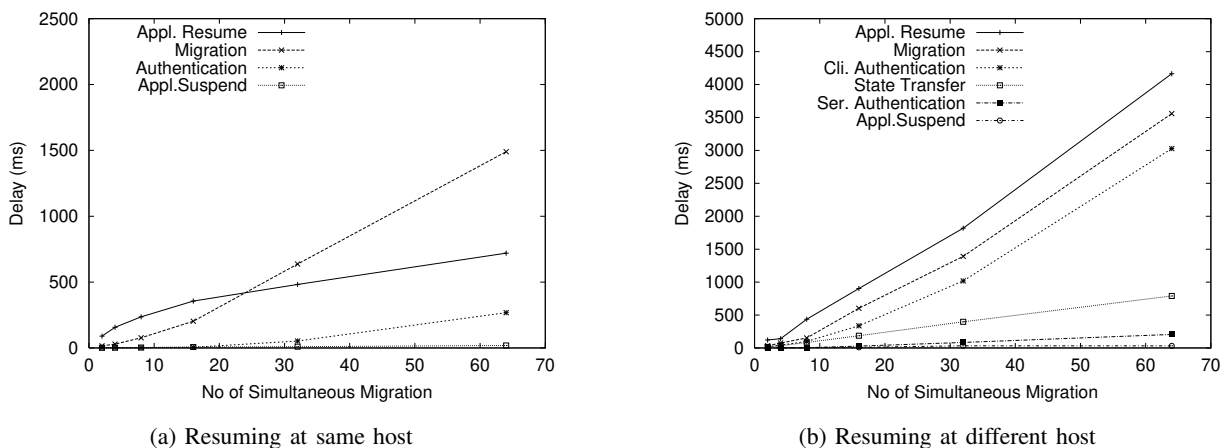 2500
2000
1500
1000
500
0
Delay (ms)
0 10 20 30 40 50 60 70
No of Simultaneous Migration
Appl. Resume
Migration
Authentication
Appl.Suspend
(a) Resuming at same host
5000
4500
4000
3500
3000
2500
2000
1500
1000
500
0
Delay (ms)
0 10 20 30 40 50 60 70
No of Simultaneous Migration
Appl. Resume
Migration
Cli. Authentication
State Transfer
Ser. Authentication
Appl.Suspend
(b) Resuming at different host